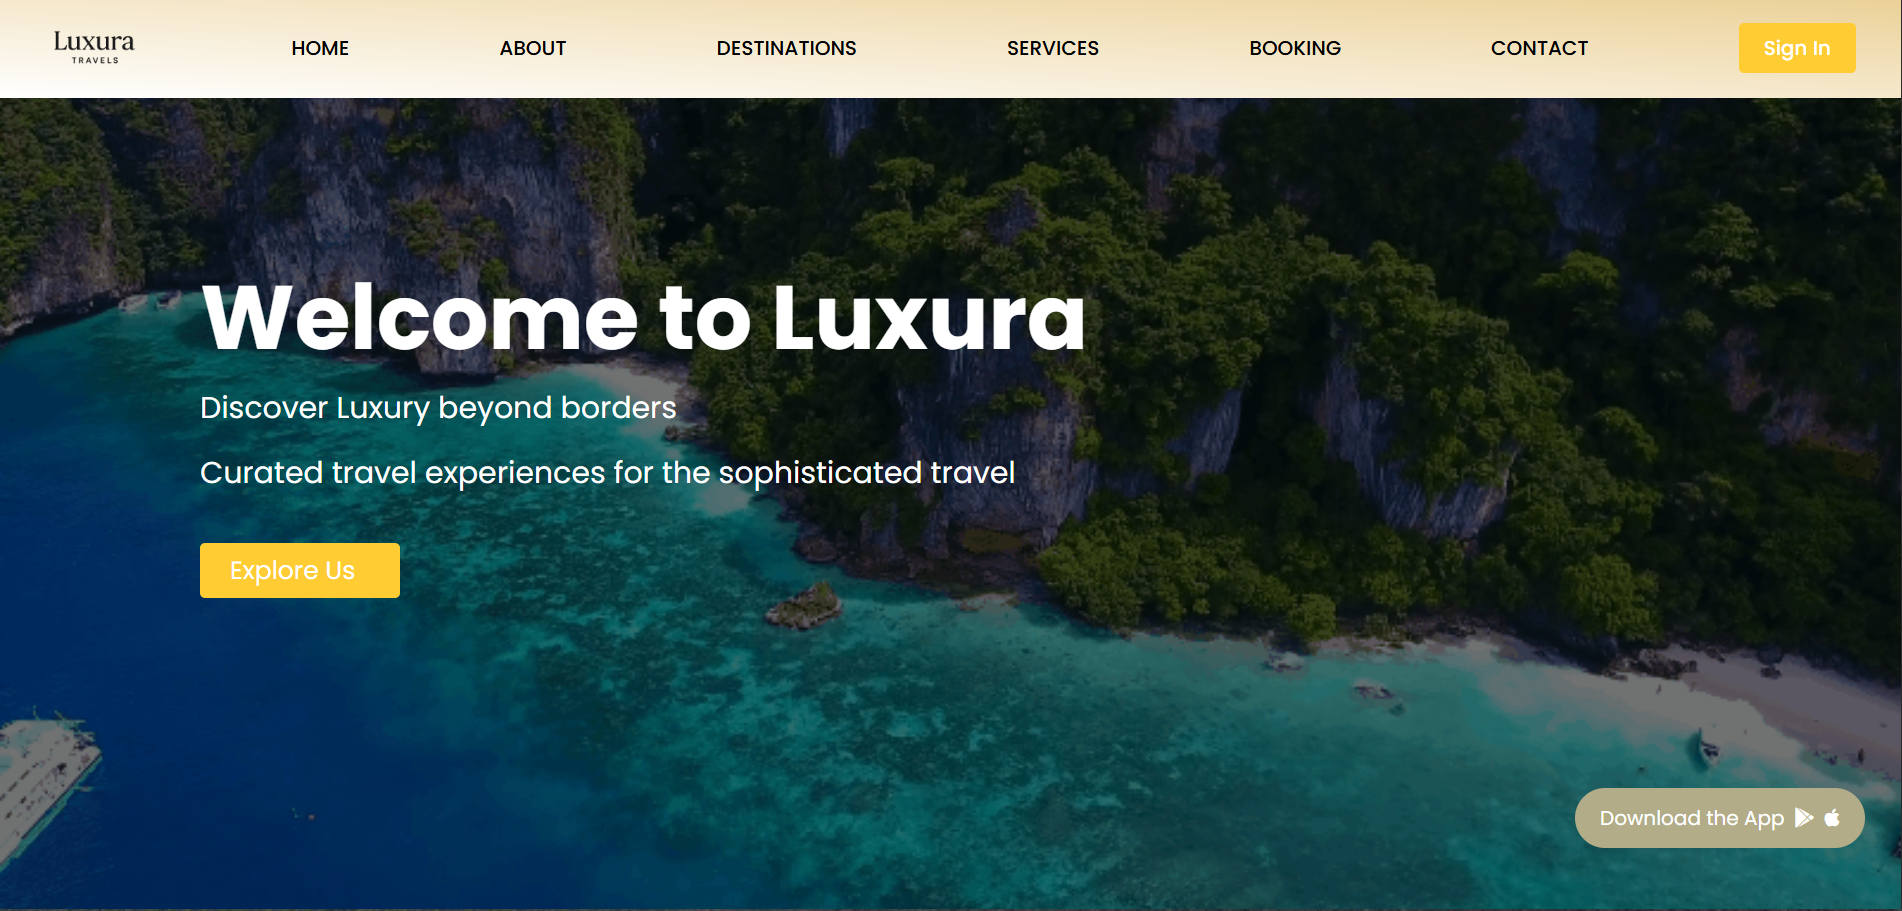 Luxura
TRAVELS
HOME
ABOUT
DESTINATIONS
SERVICES
BOOKING
CONTACT
Sign In
Welcome to Luxura
Discover Luxury beyond borders
Curated travel experiences for the sophisticated travel
Explore Us
Download the App